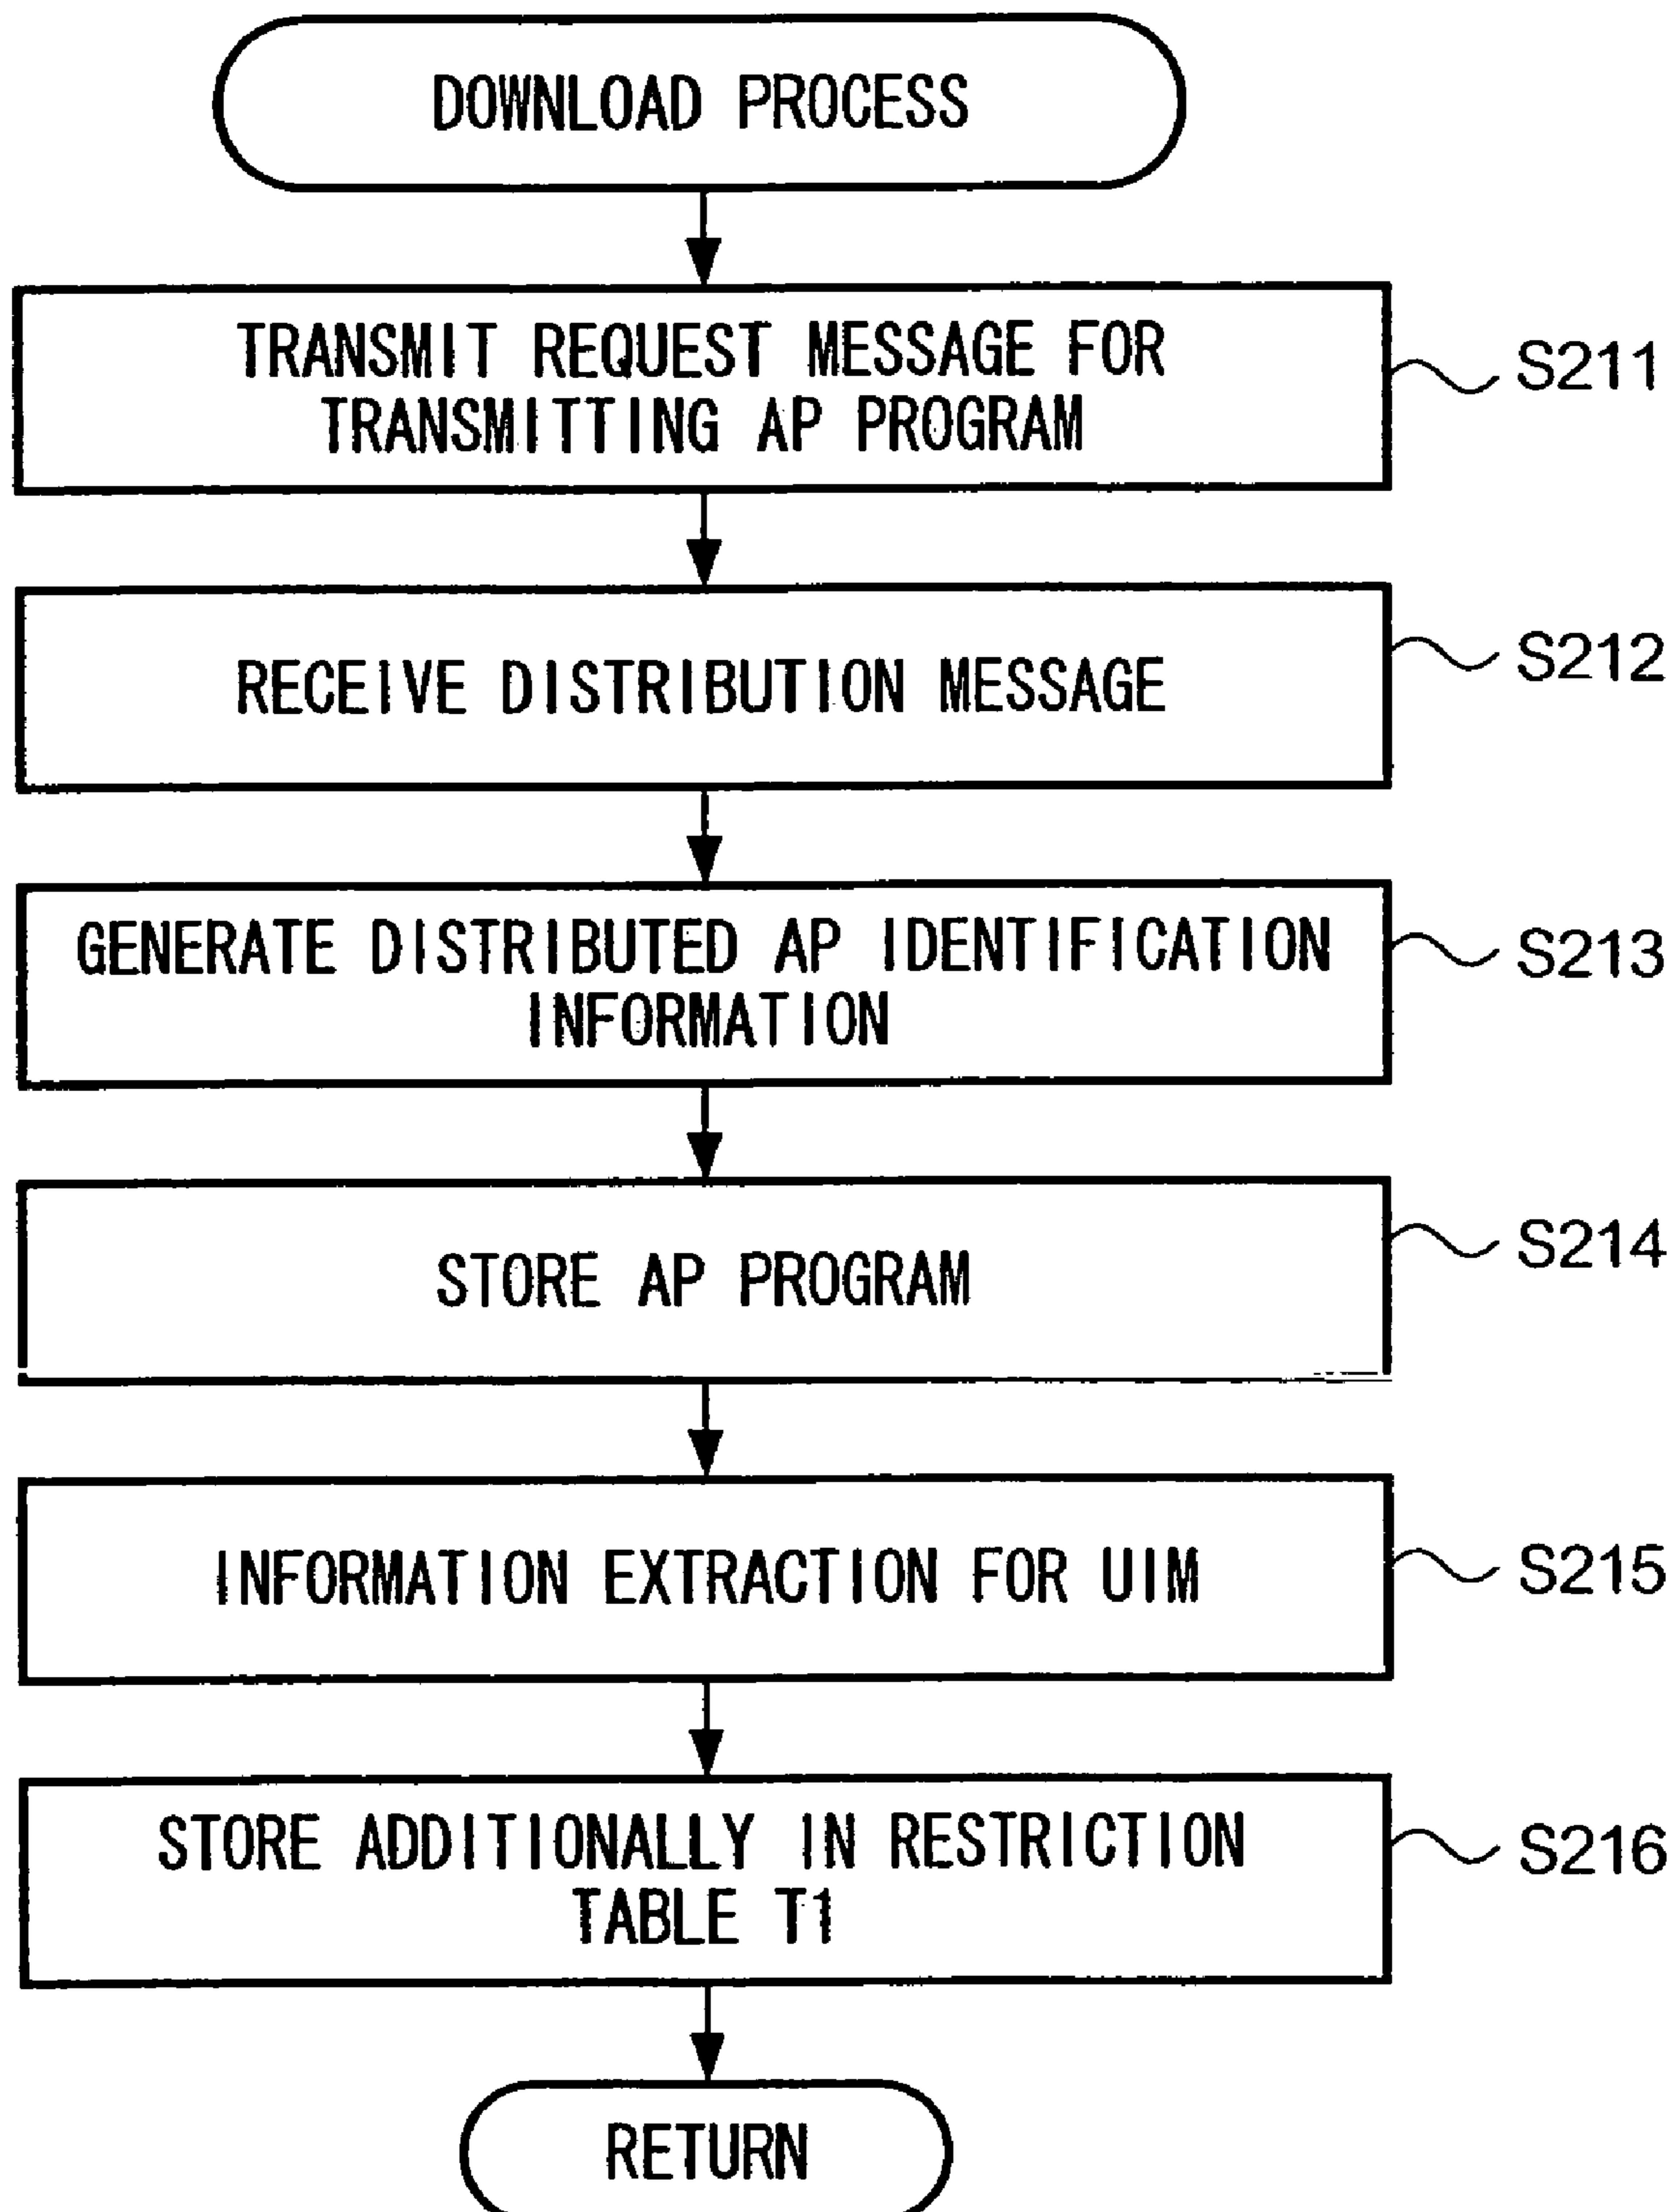 DOWNLOAD PROCESS
TRANSMIT REQUEST MESSAGE FOR
TRANSMITTING AP PROGRAM
S211
RECEIVE DISTRIBUTION MESSAGE
S212
GENERATE DISTRIBUTED AP IDENTIFICATION
INFORMATION
S213
STORE AP PROGRAM
S214
INFORMATION EXTRACTION FOR UIM
S215
STORE ADDITIONALLY IN RESTRICTION
TABLE T1
S216
RETURN